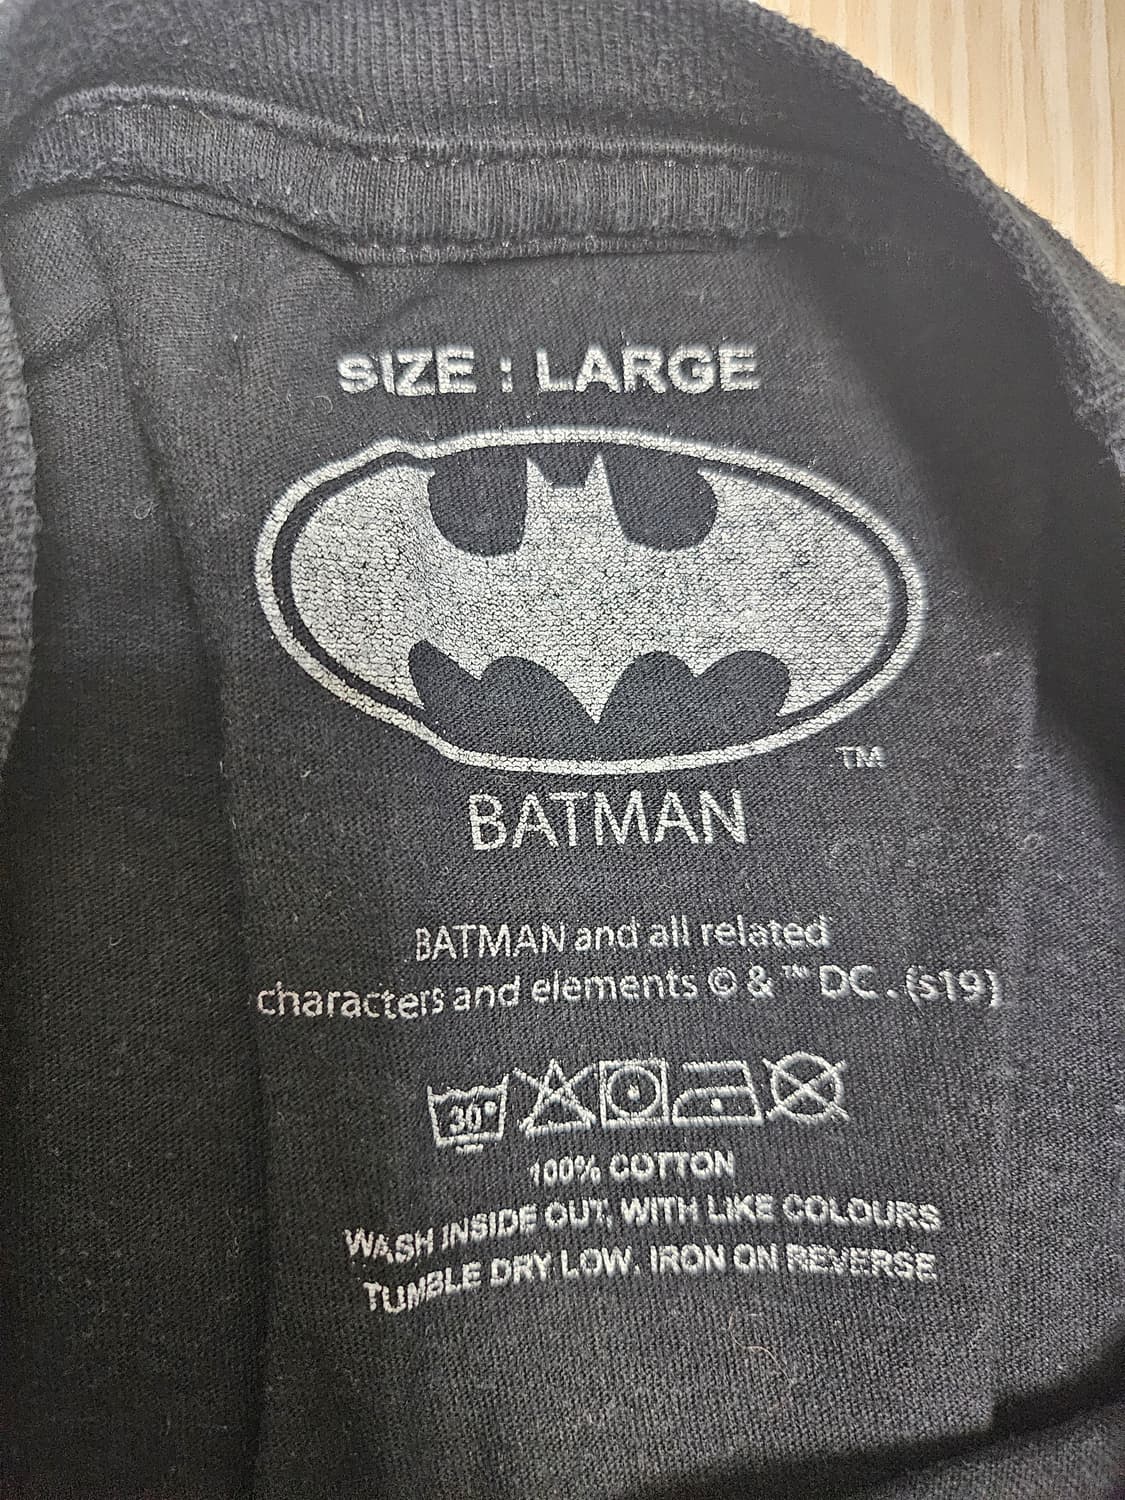 SIZE : LARGE
TM
BATMAN
BATMAN and all related
characters and elements © & ™ DC. (s19)
30°
100% COTTON
WASH INSIDE OUT, WITH LIKE COLOURS
TUMBLE DRY LOW. IRON ON REVERSE